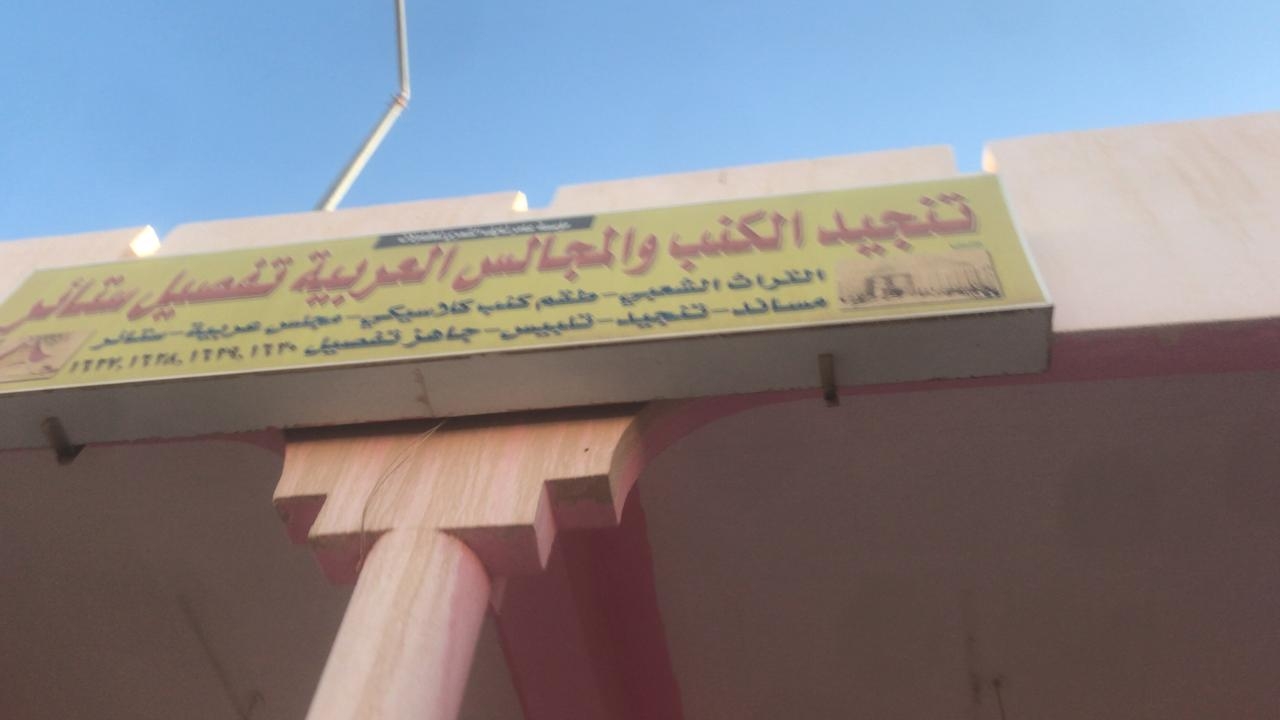 تنجيد الكنب والمجالس العربية تفصيل ستائر
التراث الشعبي - طقم كنب كلاسيكي - مجلس عربية - ستائر
مساند - تنجيد - تلبيس - جاهز تفصيل